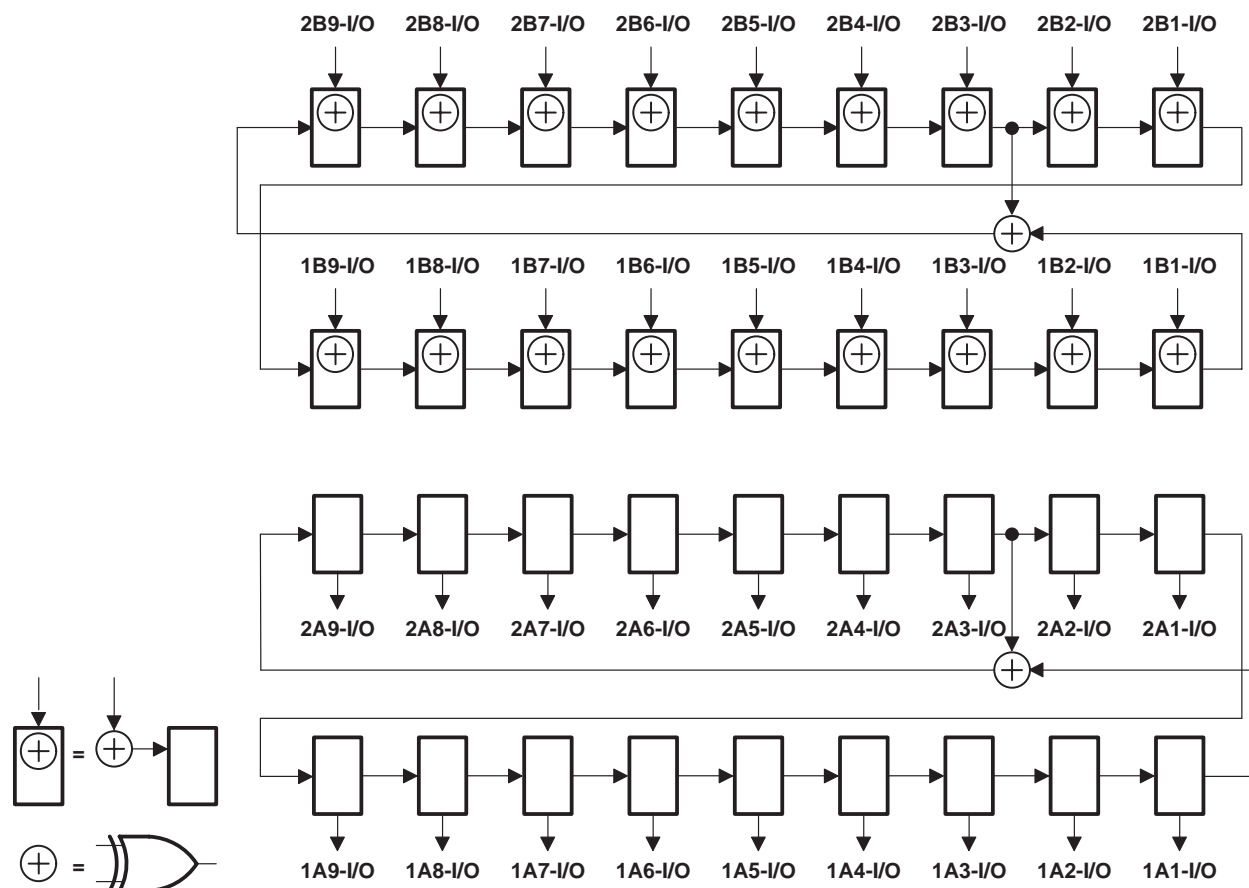 2B9-I/O 2B8-I/O 2B7-I/O 2B6-I/O 2B5-I/O 2B4-I/O 2B3-I/O 2B2-I/O 2B1-I/O
1B9-I/O 1B8-I/O 1B7-I/O 1B6-I/O 1B5-I/O 1B4-I/O 1B3-I/O 1B2-I/O 1B1-I/O
2A9-I/O 2A8-I/O 2A7-I/O 2A6-I/O 2A5-I/O 2A4-I/O 2A3-I/O 2A2-I/O 2A1-I/O
=
=
1A9-I/O 1A8-I/O 1A7-I/O 1A6-I/O 1A5-I/O 1A4-I/O 1A3-I/O 1A2-I/O 1A1-I/O